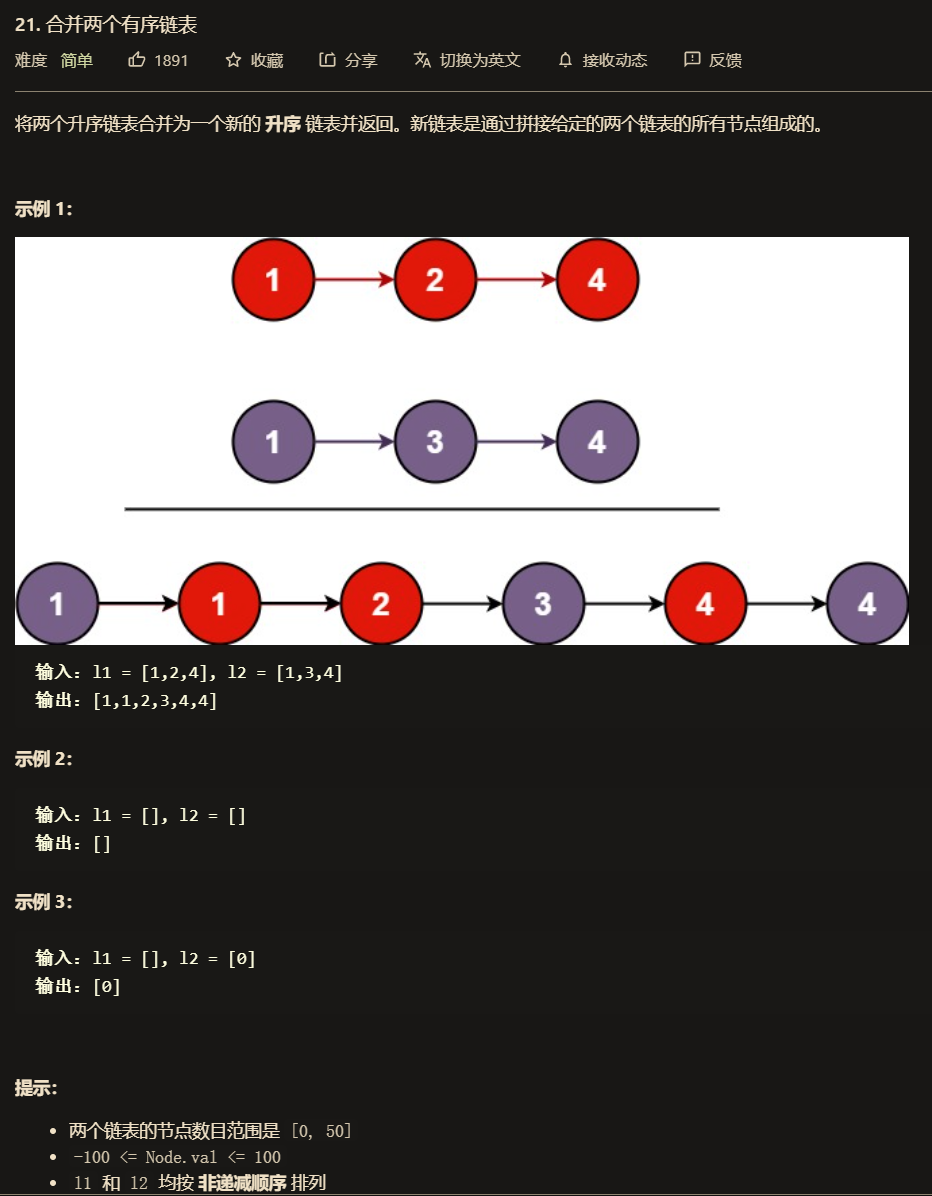 21. 合并两个有序链表
难度 简单 1891 收藏 分享 切换为英文 接收动态 反馈
将两个升序链表合并为一个新的 升序 链表并返回。新链表是通过拼接给定的两个链表的所有节点组成的。
示例 1：
1 2 4
1 3 4
1 1 2 3 4 4
输入：l1 = [1,2,4], l2 = [1,3,4]
输出：[1,1,2,3,4,4]
示例 2：
输入：l1 = [], l2 = []
输出：[]
示例 3：
输入：l1 = [], l2 = [0]
输出：[0]
提示：
• 两个链表的节点数目范围是 [0, 50]
• -100 <= Node.val <= 100
• l1 和 l2 均按 非递减顺序 排列